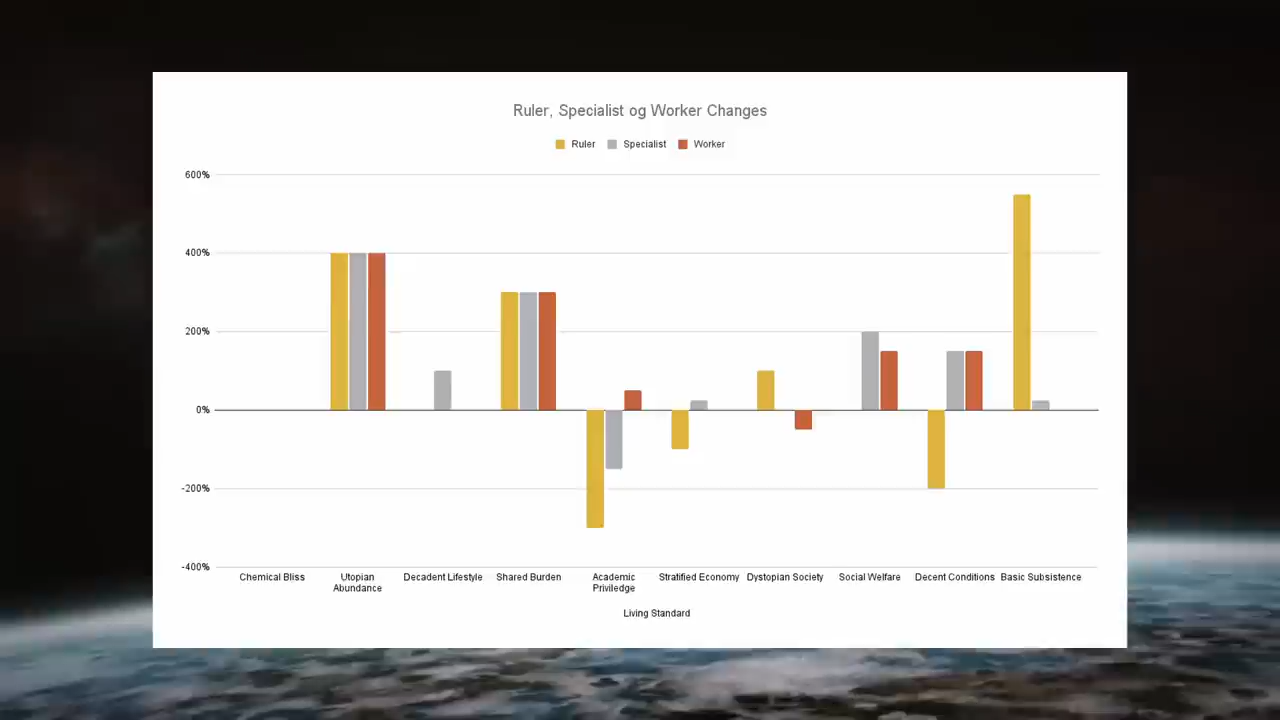 Ruler, Specialist og Worker Changes
Ruler Specialist Worker
600%
400%
200%
0%
-200%
-400%
Chemical Bliss Utopian Abundance Decadent Lifestyle Shared Burden Academic Priviledge Stratified Economy Dystopian Society Social Welfare Decent Conditions Basic Subsistence
Living Standard